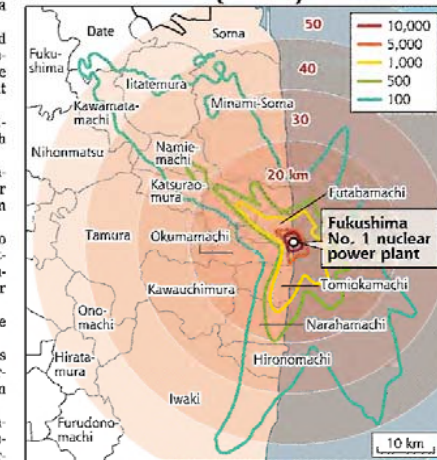 50
Date
Soma
10,000
5,000
1,000
500
100
Fuku-
shima
40
Iitatemura
Kawamata-
machi
Minami-Soma
30
Nihonmatsu
Namie-
machi
20 km
Katsurao-
mura
Futabamachi
Fukushima
No. 1 nuclear
power plant
Tamura
Okumamachi
Tomiokamachi
Kawauchimura
Ono-
machi
Narahamachi
Hironomachi
Hirata-
mura
Iwaki
Furudono-
machi
10 km